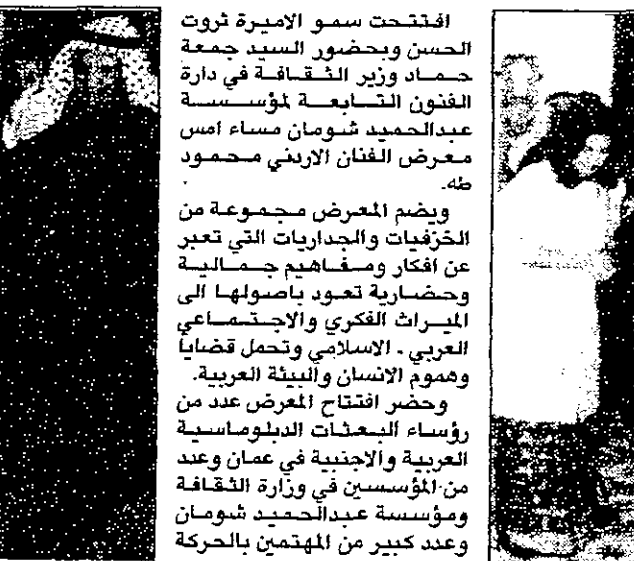 افتتحت سمو الاميرة ثروت
الحسن وبحضور السيد جمعة
حماد وزير الثقافة في دارة
الفنون التابعة لمؤسسة
عبدالحميد شومان مساء امس
معرض الفنان الاردني محمود
طه.
ويضم المعرض مجموعة من
الخزفيات والجداريات التي تعبر
عن افكار ومفاهيم جمالية
وحضارية تعود باصولها الى
الميراث الفكري والاجتماعي
العربي . الاسلامي وتحمل قضايا
وهموم الانسان والبيئة العربية.
وحضر افتتاح المعرض عدد من
رؤساء البعثات الدبلوماسية
العربية والاجنبية في عمان وعدد
من المؤسسين في وزارة الثقافة
ومؤسسة عبدالحميد شومان
وعدد كبير من المهتمين بالحركة